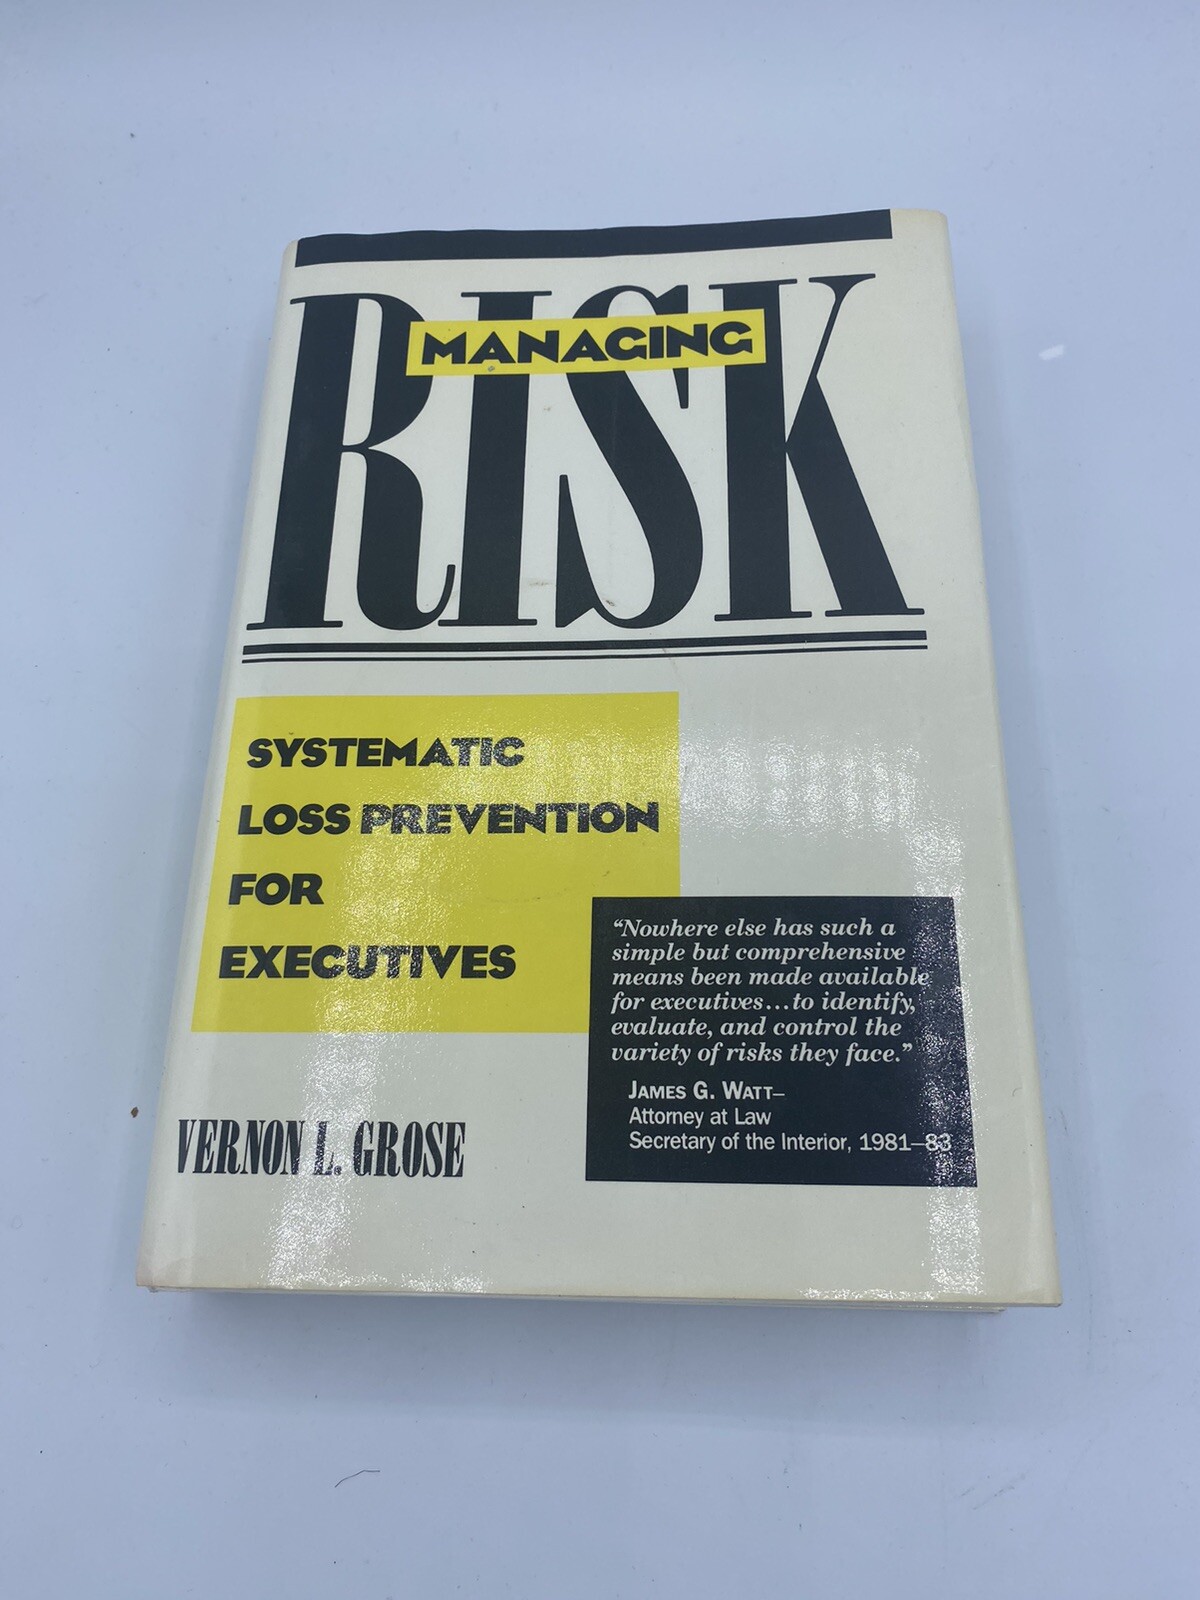 MANAGING
RISK
SYSTEMATIC
LOSS PREVENTION
FOR
EXECUTIVES
"Nowhere else has such a
simple but comprehensive
means been made available
for executives...to identify,
evaluate, and control the
variety of risks they face."
JAMES G. WATT–
Attorney at Law
Secretary of the Interior, 1981–83
VERNON L. GROSE